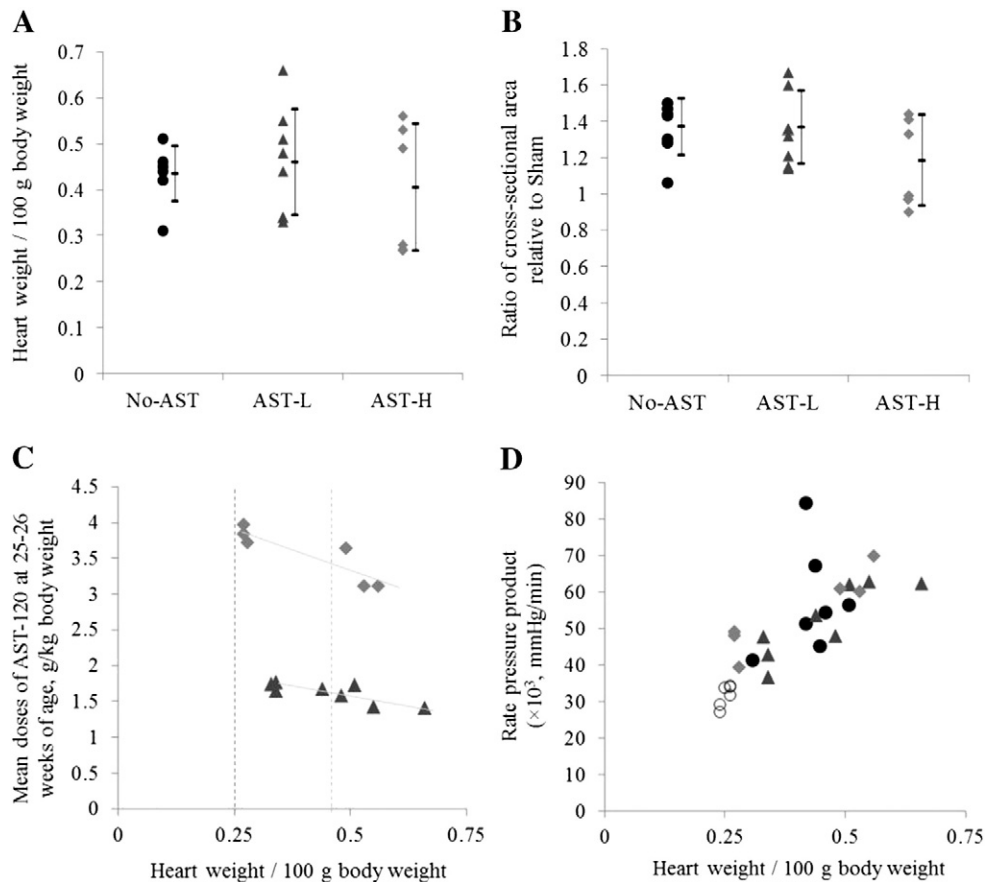 A
Heart weight / 100 g body weight
0.7
0.6
0.5
0.4
0.3
0.2
0.1
0
No-AST AST-L AST-H
B
Ratio of cross-sectional area
relative to Sham
1.8
1.6
1.4
1.2
1
0.8
0.6
0.4
0.2
0
No-AST AST-L AST-H
C
Mean doses of AST-120 at 25-26
weeks of age, g/kg body weight
4.5
4
3.5
3
2.5
2
1.5
1
0.5
0
0 0.25 0.5 0.75
Heart weight / 100 g body weight
D
Rate pressure product
(×10³, mmHg/min)
90
80
70
60
50
40
30
20
10
0
0 0.25 0.5 0.75
Heart weight / 100 g body weight